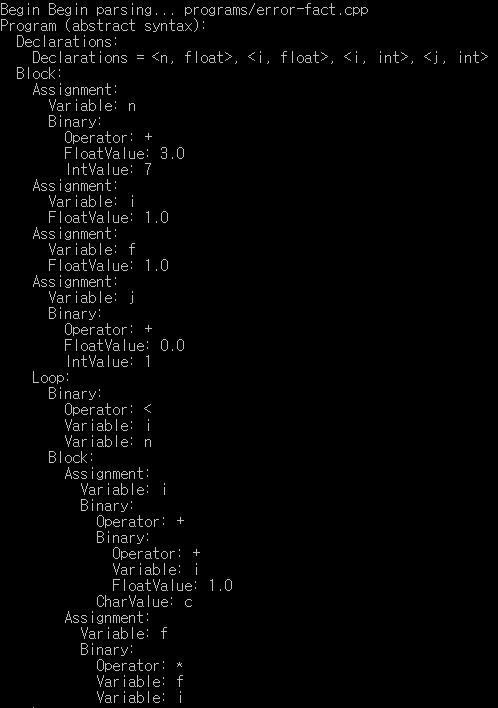 Begin Begin parsing... programs/error-fact.cpp
Program (abstract syntax):
  Declarations:
    Declarations = <n, float>, <i, float>, <i, int>, <j, int>
  Block:
    Assignment:
      Variable: n
      Binary:
        Operator: +
        FloatValue: 3.0
        IntValue: 7
    Assignment:
      Variable: i
      FloatValue: 1.0
    Assignment:
      Variable: f
      FloatValue: 1.0
    Assignment:
      Variable: j
      Binary:
        Operator: +
        FloatValue: 0.0
        IntValue: 1
    Loop:
      Binary:
        Operator: <
        Variable: i
        Variable: n
      Block:
        Assignment:
          Variable: i
          Binary:
            Operator: +
            Binary:
              Operator: +
              Variable: i
              FloatValue: 1.0
            CharValue: c
        Assignment:
          Variable: f
          Binary:
            Operator: *
            Variable: f
            Variable: i